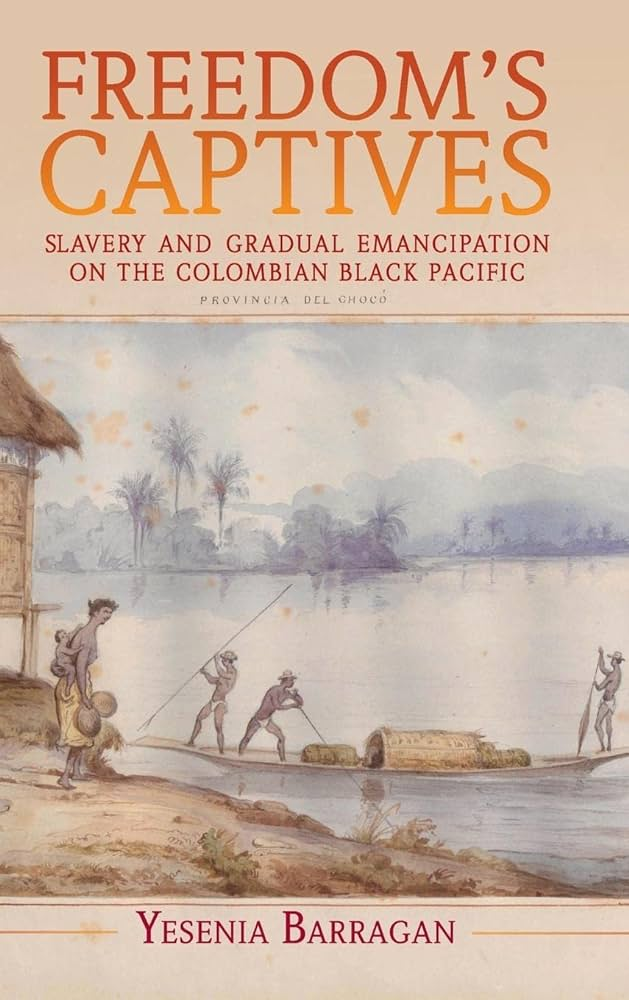 FREEDOM'S
CAPTIVES
SLAVERY AND GRADUAL EMANCIPATION
ON THE COLOMBIAN BLACK PACIFIC
PROVINCIA DEL CHOCÓ
YESENIA BARRAGAN